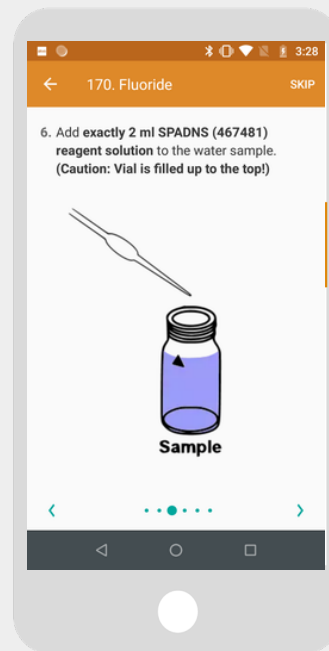 3:28
170. Fluoride
SKIP
6. Add exactly 2 ml SPADNS (467481)
reagent solution to the water sample.
(Caution: Vial is filled up to the top!)
Sample